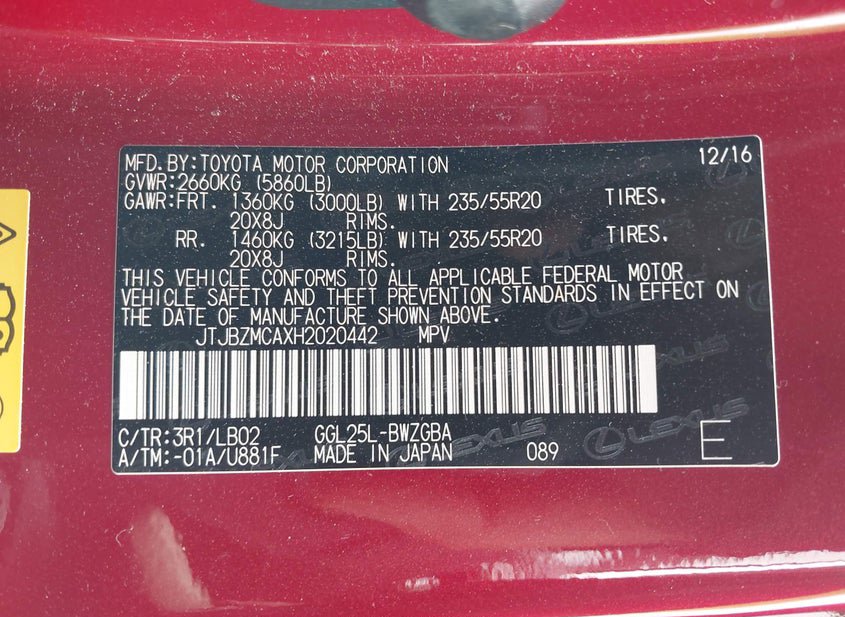 MFD.BY:TOYOTA MOTOR CORPORATION 12/16
GVWR:2660KG (5860LB)
GAWR:FRT. 1360KG (3000LB) WITH 235/55R20 TIRES.
20X8J RIMS.
RR. 1460KG (3215LB) WITH 235/55R20 TIRES.
20X8J RIMS.
THIS VEHICLE CONFORMS TO ALL APPLICABLE FEDERAL MOTOR
VEHICLE SAFETY AND THEFT PREVENTION STANDARDS IN EFFECT ON
THE DATE OF MANUFACTURE SHOWN ABOVE.
JTJBZMCAXH2020442 MPV
C/TR:3R1/LB02 GGL25L-BWZGBA
A/TM:-01A/U881F MADE IN JAPAN 089 E
LEXUS
LEXUS